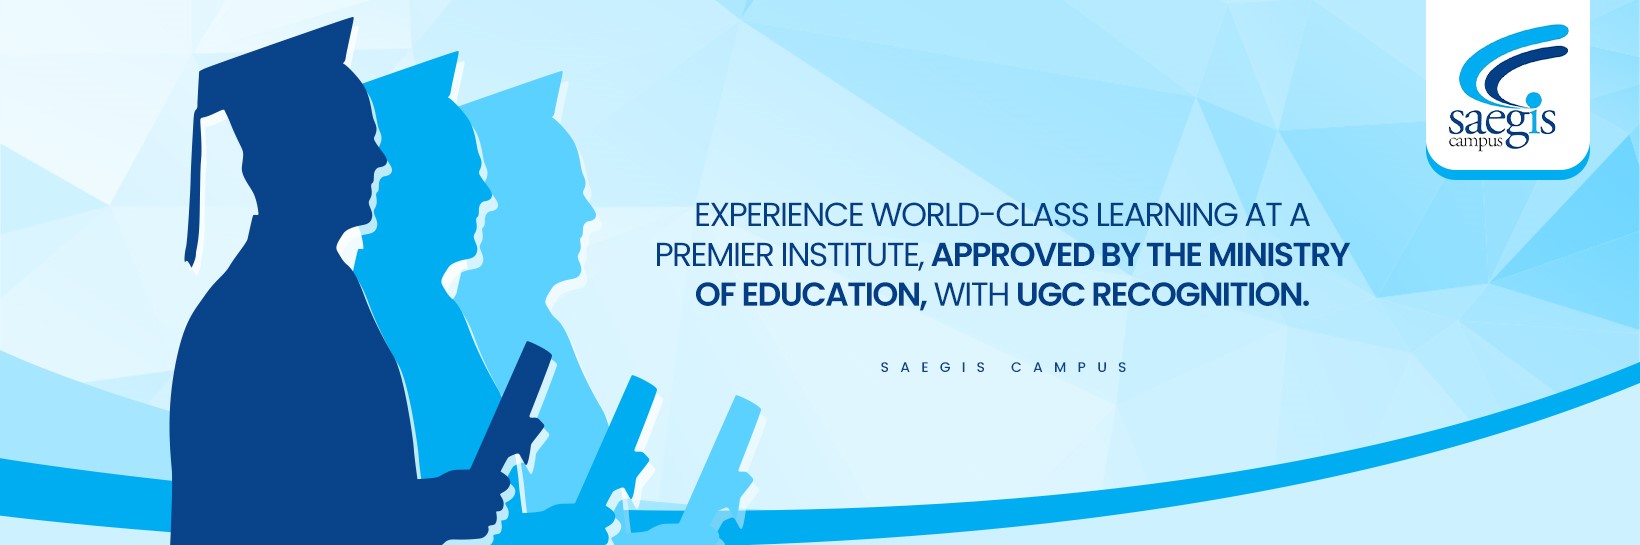 saegis
campus
EXPERIENCE WORLD-CLASS LEARNING AT A
PREMIER INSTITUTE, APPROVED BY THE MINISTRY
OF EDUCATION, WITH UGC RECOGNITION.
SAEGIS CAMPUS